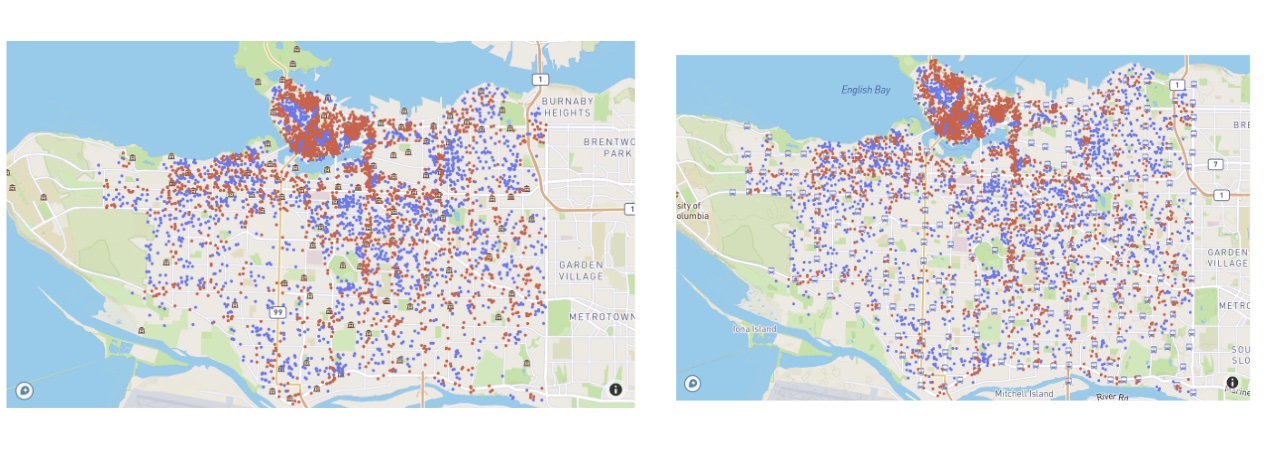 1
BURNABY
HEIGHTS
BRENTWO
PARK
1
GARDEN
VILLAGE
99
METROTOWN
English Bay
1
BRE
7
sity of
olumbia
1
GARDEN
VILLAGE
METRO
Iona Island
SOU
SLO
Mitchell Island
River Rd
Marine